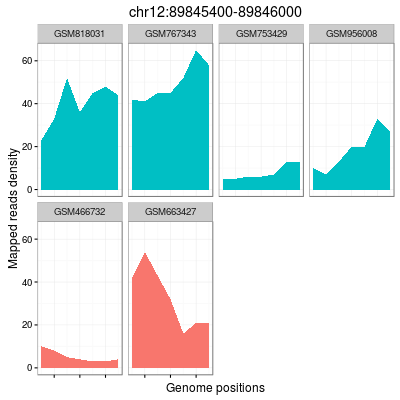 chr12:89845400-89846000
GSM818031 GSM767343 GSM753429 GSM956008
60
40
20
0
GSM466732 GSM663427
60
40
20
0
Mapped reads density
Genome positions